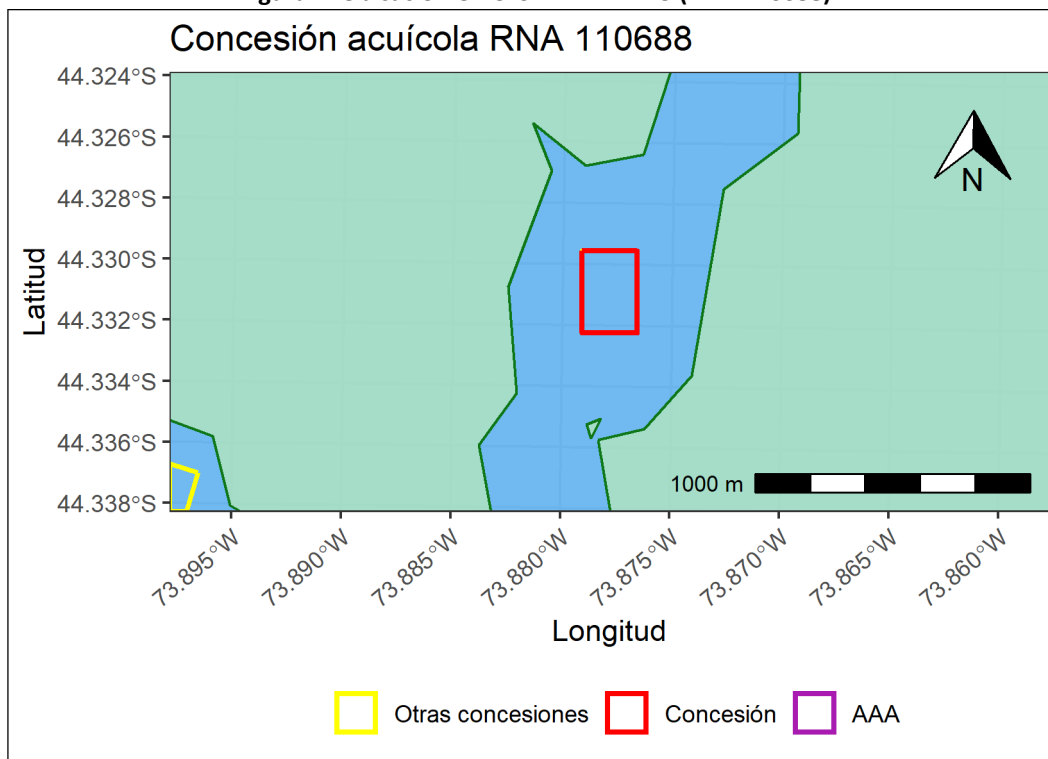 Concesión acuícola RNA 110688
44.324°S
44.326°S
44.328°S
44.330°S
44.332°S
44.334°S
44.336°S
44.338°S
Latitud
N
1000 m
73.895°W
73.890°W
73.885°W
73.880°W
73.875°W
73.870°W
73.865°W
73.860°W
Longitud
Otras concesiones
Concesión
AAA